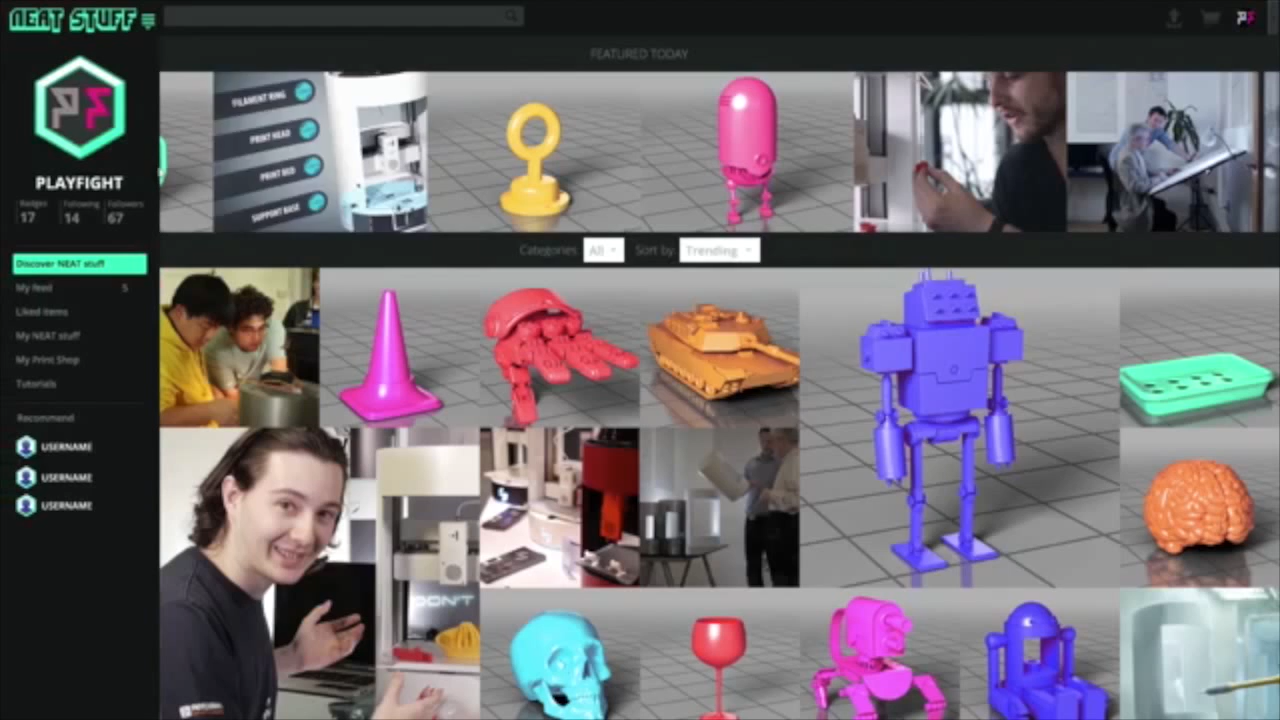 NEAT STUFF
FEATURED TODAY
PF
PLAYFIGHT
Badges Following Followers
17 14 67
FILAMENT RING
PRINT HEAD
PRINT BED
SUPPORT BASE
Categories All Sort by Trending
Discover NEAT stuff
My feed 5
Liked items
My NEAT stuff
My Print Shop
Tutorials
Recommend
USERNAME
USERNAME
USERNAME
DON'T